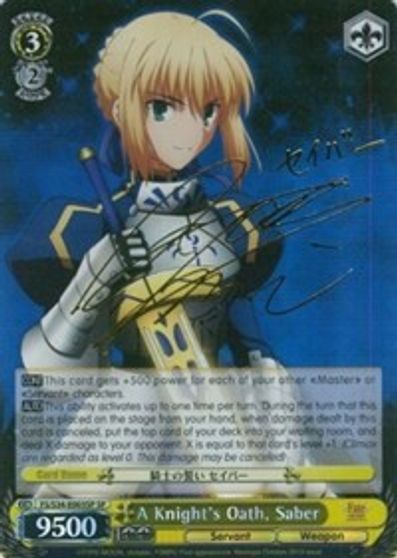 3
2
セイバー
CONT This card gets +500 power for each of your other «Master» or
«Servant» characters.
AUTO This ability activates up to one time per turn. During the turn that this
card is placed on the stage from your hand, when damage dealt by this
card is canceled, put the top card of your deck to your waiting room, and
deal X damage to your opponent. X is equal to that card's level +1. (Climax
are regarded as level 0. This damage may be canceled)
騎士の誓い セイバー
FS/S34-E003SP SP
A Knight's Oath, Saber
9500
Servant
Weapon
Fate